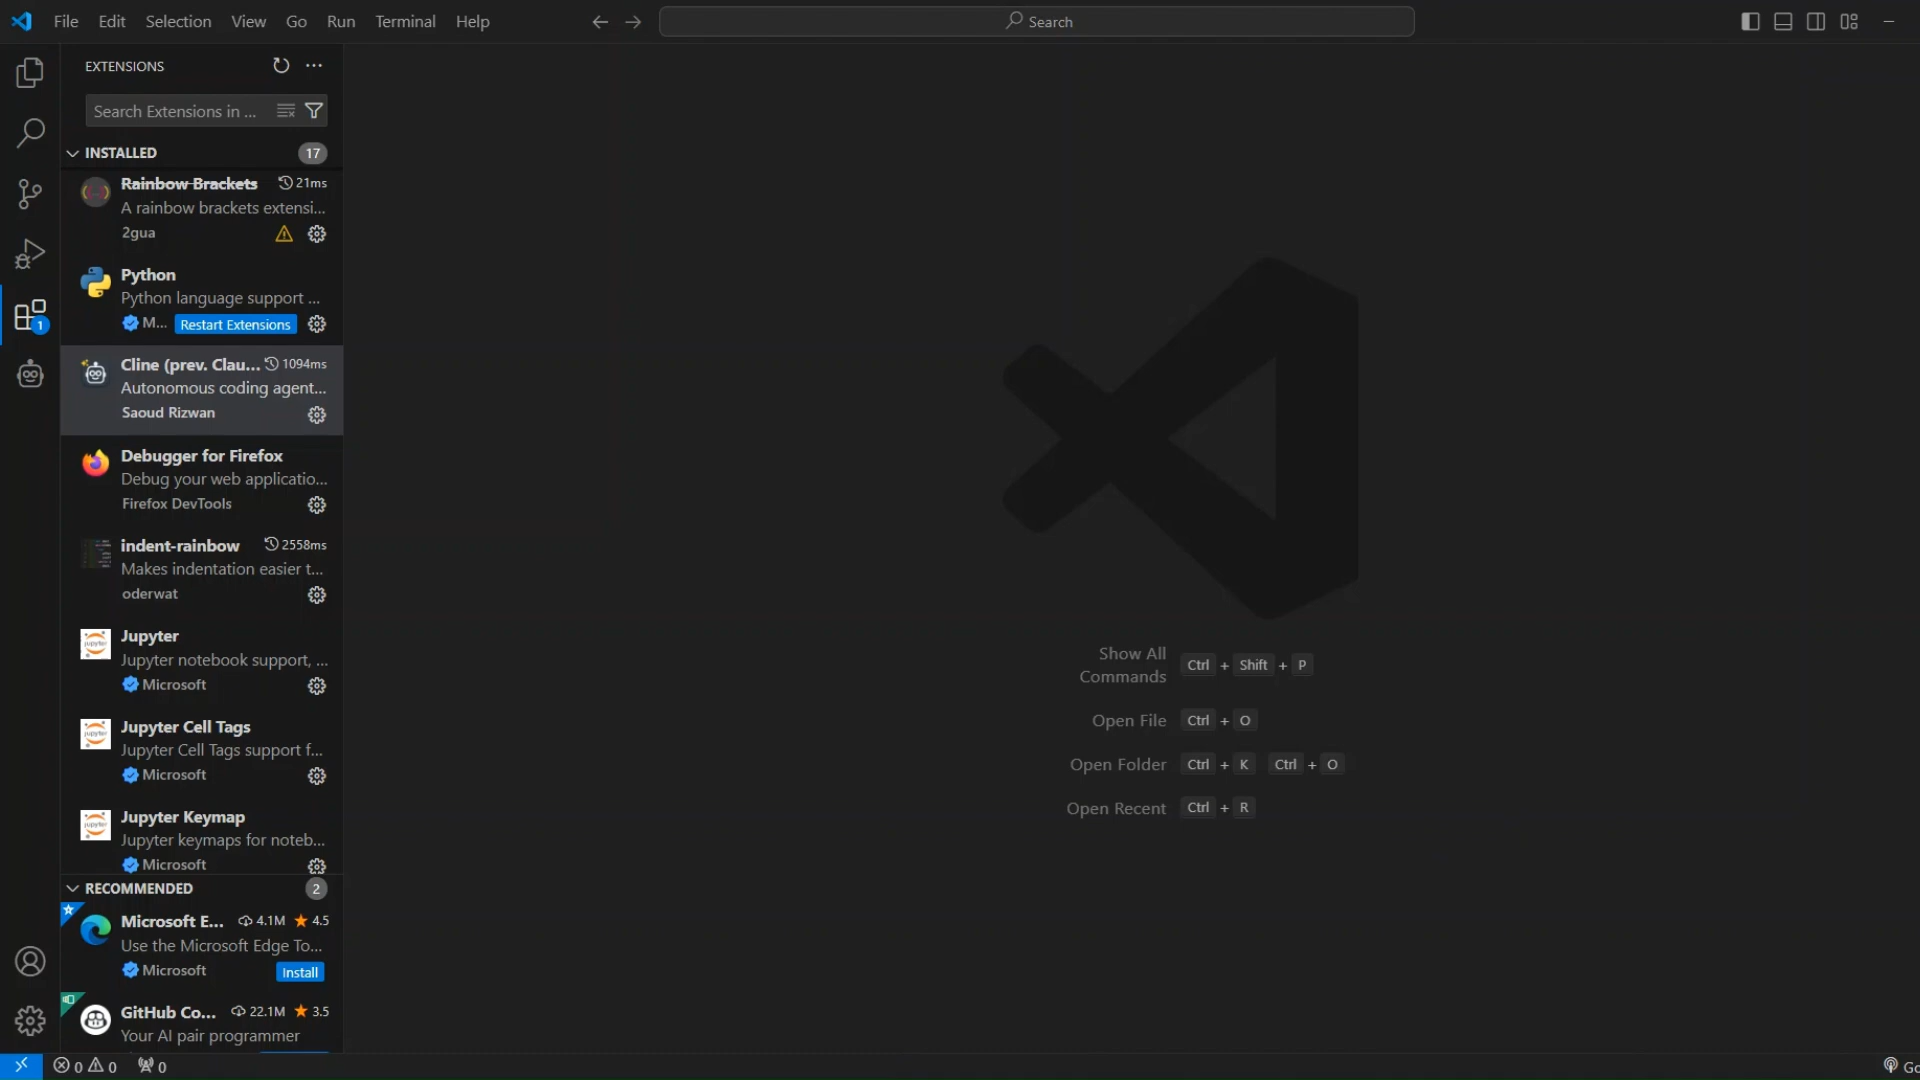 File Edit Selection View Go Run Terminal Help
Search
EXTENSIONS
Search Extensions in ...
INSTALLED 17
Rainbow Brackets 21ms
A rainbow brackets extensi...
2gua
Python
Python language support ...
M... Restart Extensions
1
Cline (prev. Clau... 1094ms
Autonomous coding agent...
Saoud Rizwan
Debugger for Firefox
Debug your web applicatio...
Firefox DevTools
indent-rainbow 2558ms
Makes indentation easier t...
oderwat
Jupyter
Jupyter notebook support, ...
Microsoft
Jupyter Cell Tags
Jupyter Cell Tags support f...
Microsoft
Jupyter Keymap
Jupyter keymaps for noteb...
Microsoft
RECOMMENDED 2
Microsoft E... 4.1M 4.5
Use the Microsoft Edge To...
Microsoft Install
GitHub Co... 22.1M 3.5
Your AI pair programmer
Show All
Commands Ctrl + Shift + P
Open File Ctrl + O
Open Folder Ctrl + K Ctrl + O
Open Recent Ctrl + R
0 0 0 Go